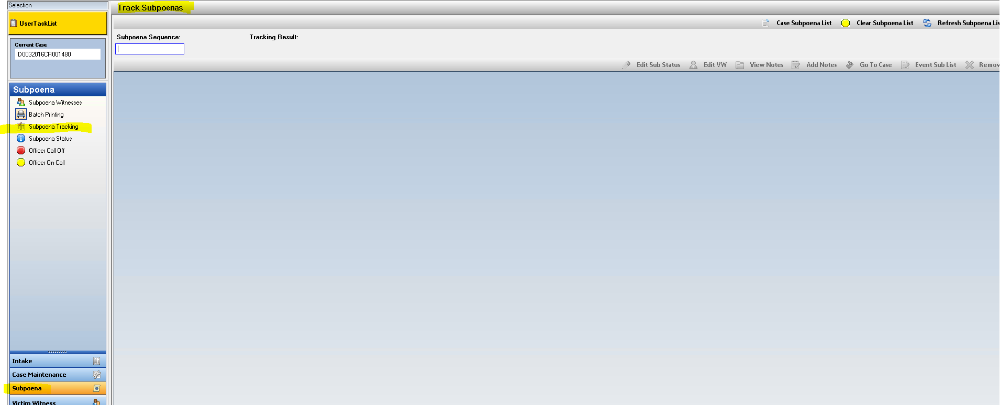 Selection
UserTaskList
Current Case
D0032016CR001480
Subpoena
Subpoena Witnesses
Batch Printing
Subpoena Tracking
Subpoena Status
Officer Call Off
Officer On-Call
Intake
Case Maintenance
Subpoena
Victim Witness
Track Subpoenas
Case Subpoena List Clear Subpoena List Refresh Subpoena Lis
Subpoena Sequence: Tracking Result:
Edit Sub Status Edit VW View Notes Add Notes Go To Case Event Sub List Remov